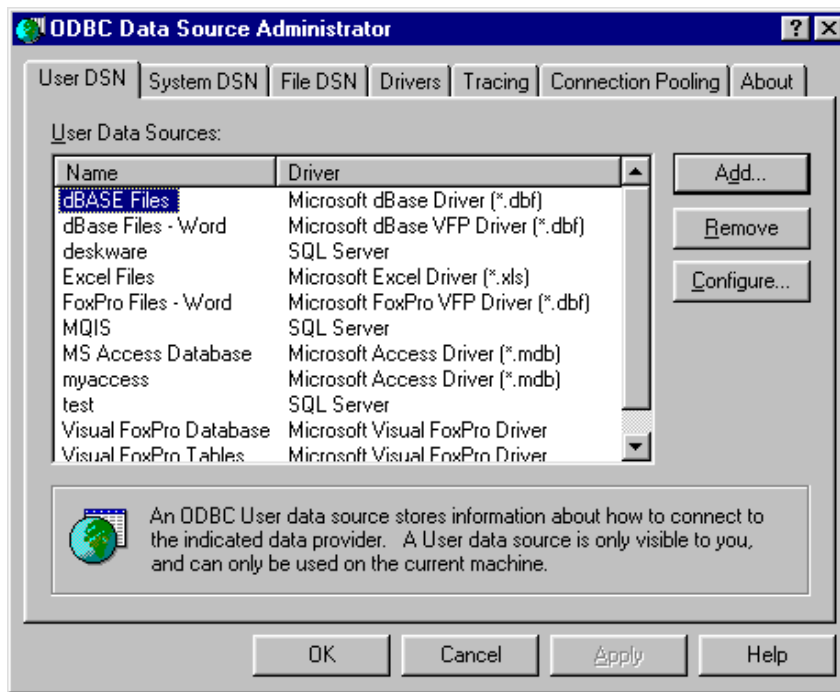 ODBC Data Source Administrator
User DSN System DSN File DSN Drivers Tracing Connection Pooling About
User Data Sources:
Name Driver
dBASE Files Microsoft dBase Driver (*.dbf)
dBase Files - Word Microsoft dBase VFP Driver (*.dbf)
deskware SQL Server
Excel Files Microsoft Excel Driver (*.xls)
FoxPro Files - Word Microsoft FoxPro VFP Driver (*.dbf)
MQIS SQL Server
MS Access Database Microsoft Access Driver (*.mdb)
myaccess Microsoft Access Driver (*.mdb)
test SQL Server
Visual FoxPro Database Microsoft Visual FoxPro Driver
Visual FoxPro Tables Microsoft Visual FoxPro Driver
Add...
Remove
Configure...
An ODBC User data source stores information about how to connect to
the indicated data provider. A User data source is only visible to you,
and can only be used on the current machine.
OK Cancel Apply Help